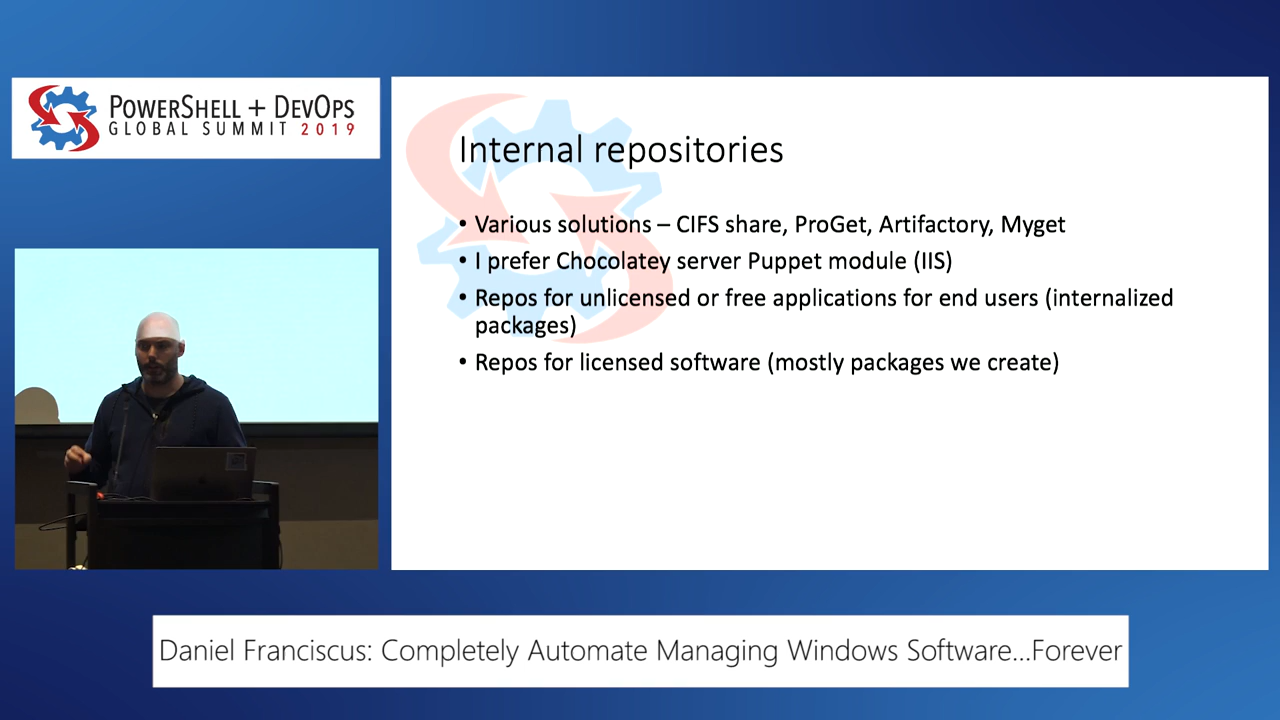 POWERSHELL + DEVOPS
GLOBAL SUMMIT 2019
Internal repositories
• Various solutions – CIFS share, ProGet, Artifactory, Myget
• I prefer Chocolatey server Puppet module (IIS)
• Repos for unlicensed or free applications for end users (internalized
packages)
• Repos for licensed software (mostly packages we create)
Daniel Franciscus: Completely Automate Managing Windows Software...Forever